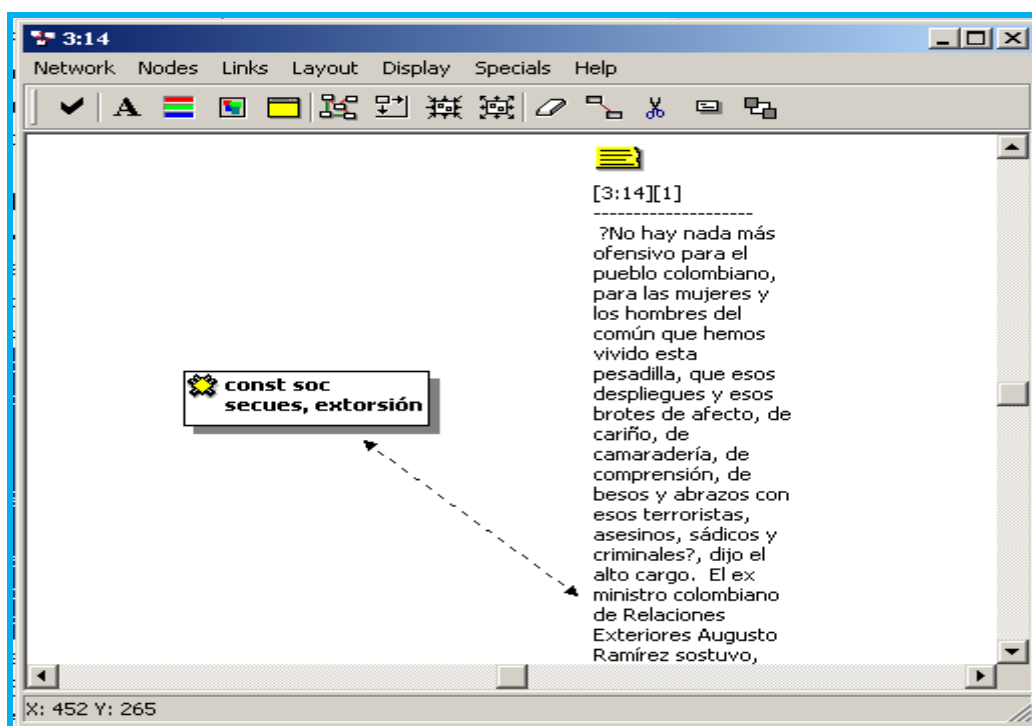 3:14
Network Nodes Links Layout Display Specials Help
A
[3:14][1]
--------------------
?No hay nada más
ofensivo para el
pueblo colombiano,
para las mujeres y
los hombres del
común que hemos
vivido esta
pesadilla, que esos
despliegues y esos
brotes de afecto, de
cariño, de
camaradería, de
comprensión, de
besos y abrazos con
esos terroristas,
asesinos, sádicos y
criminales?, dijo el
alto cargo. El ex
ministro colombiano
de Relaciones
Exteriores Augusto
Ramírez sostuvo,
const soc
secues, extorsión
X: 452 Y: 265